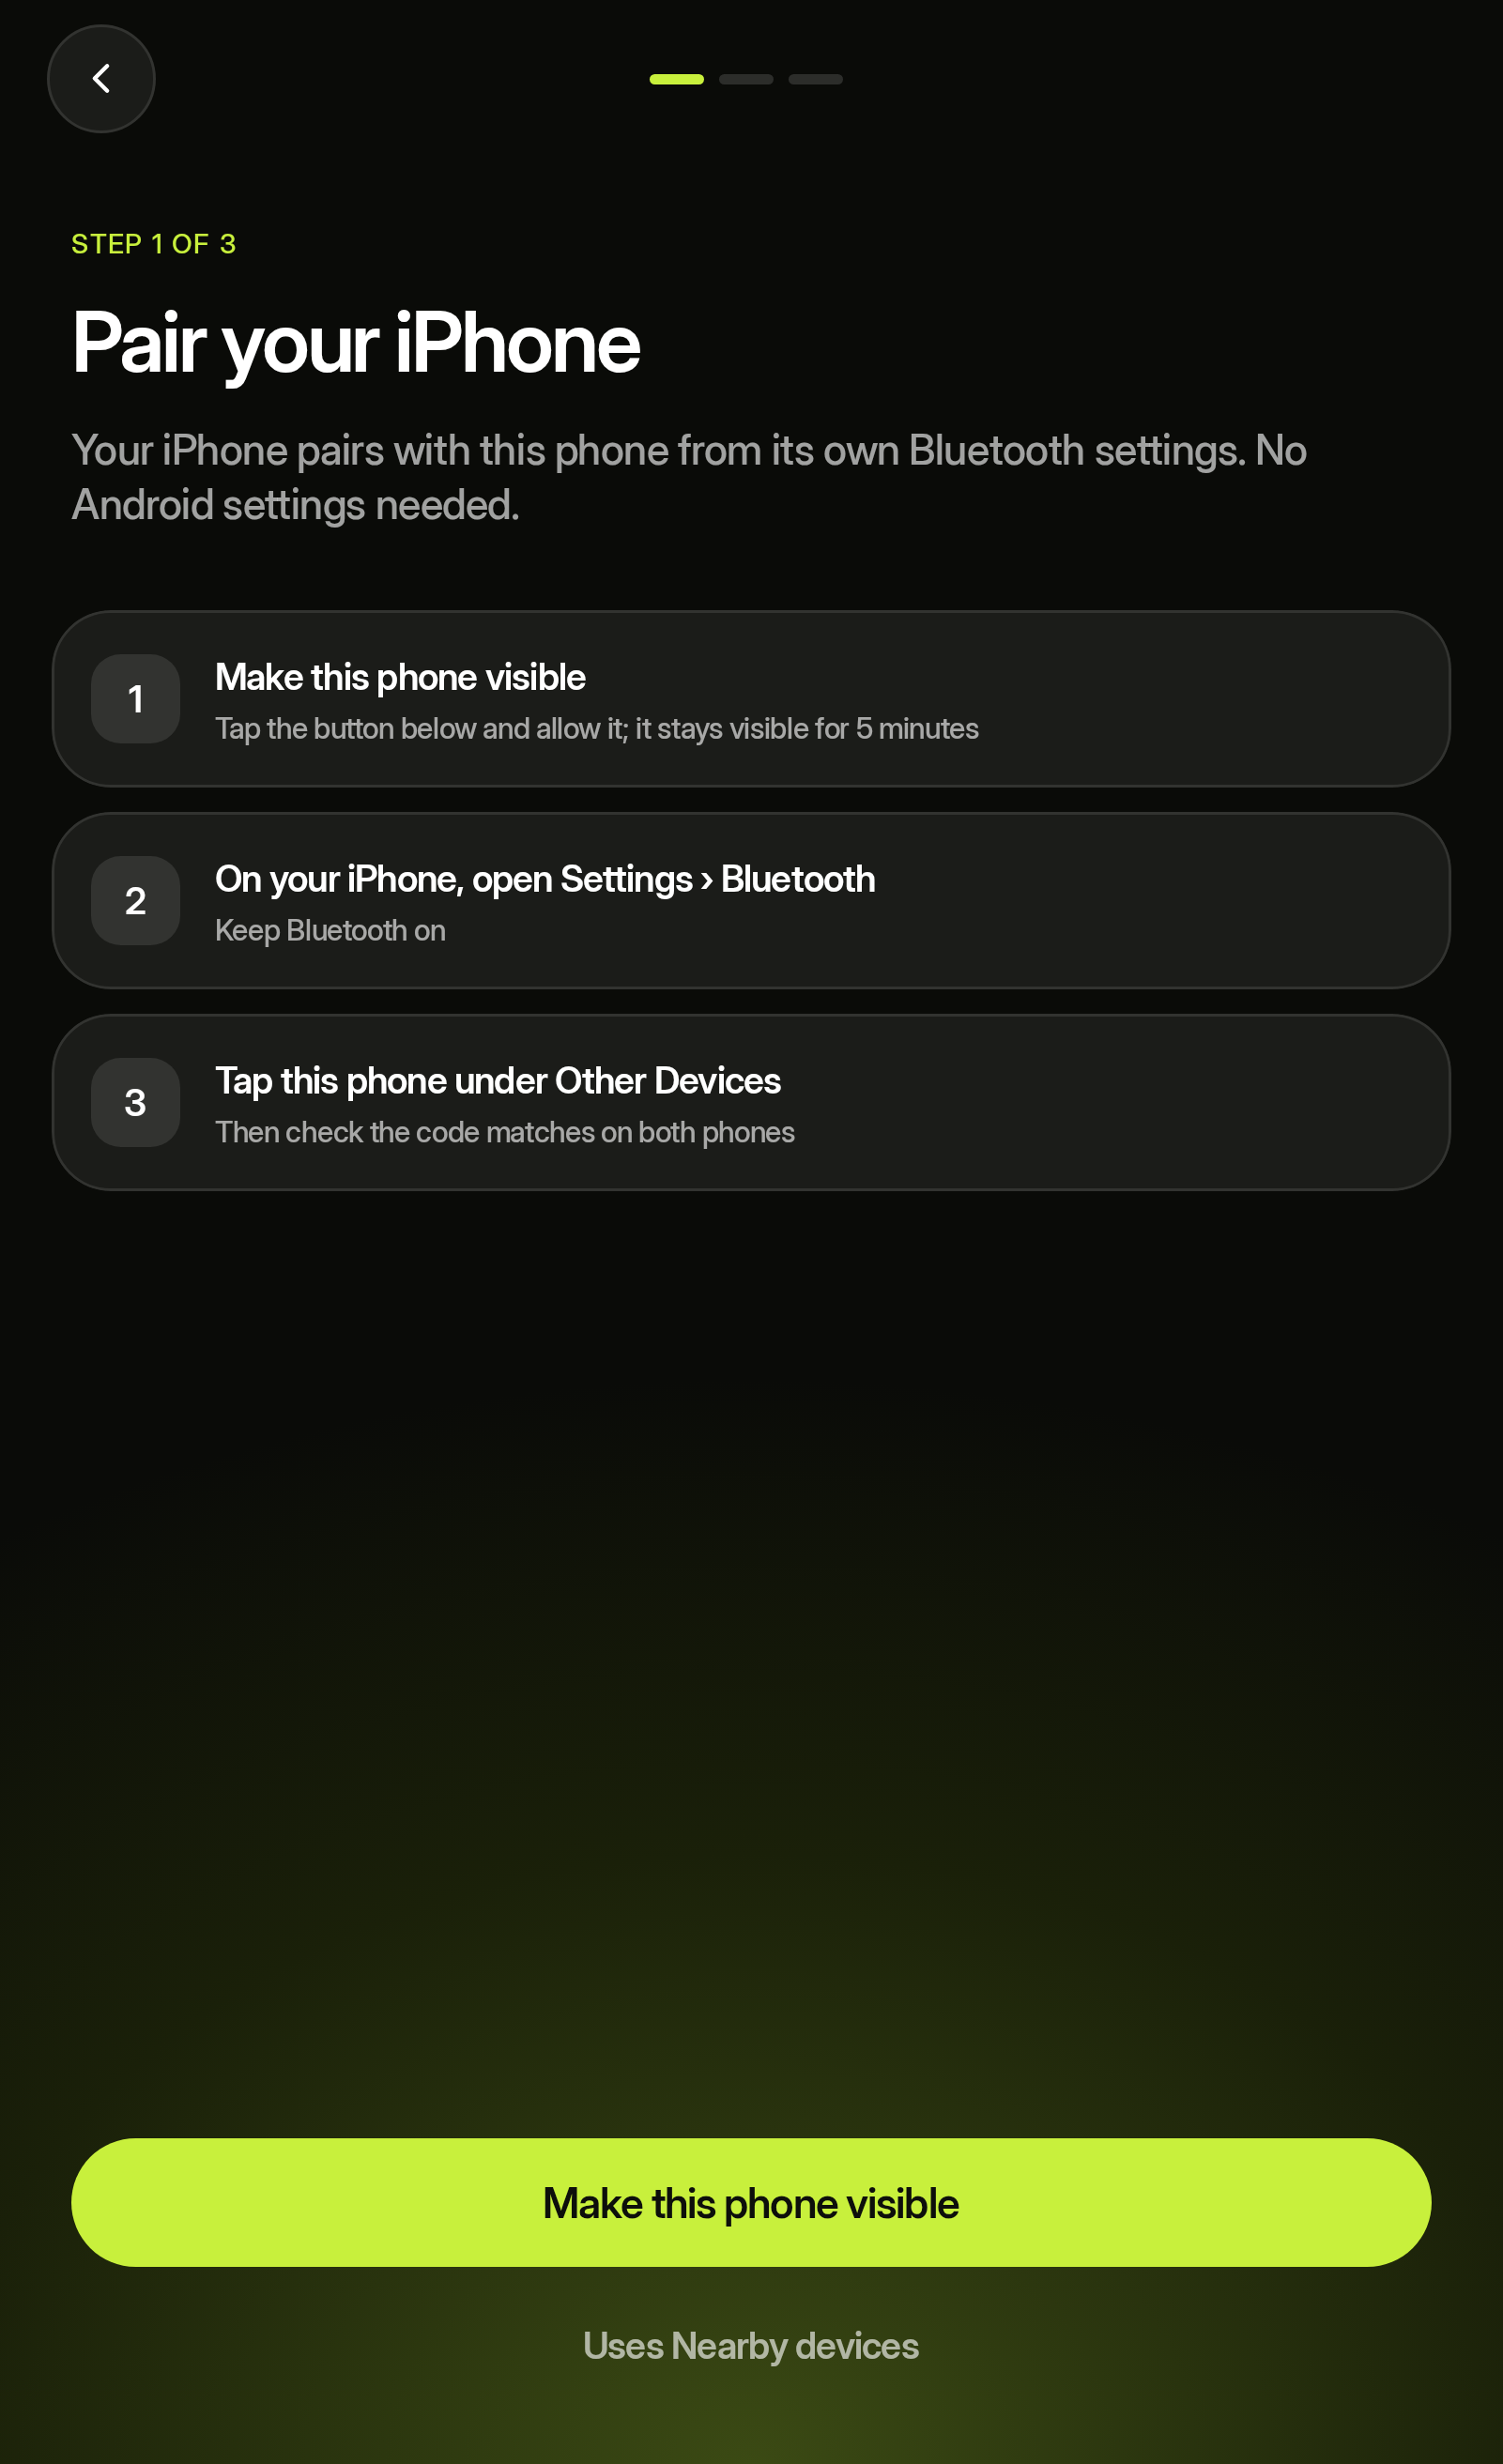 STEP 1 OF 3
Pair your iPhone
Your iPhone pairs with this phone from its own Bluetooth settings. No
Android settings needed.
1
Make this phone visible
Tap the button below and allow it; it stays visible for 5 minutes
2
On your iPhone, open Settings › Bluetooth
Keep Bluetooth on
3
Tap this phone under Other Devices
Then check the code matches on both phones
Make this phone visible
Uses Nearby devices